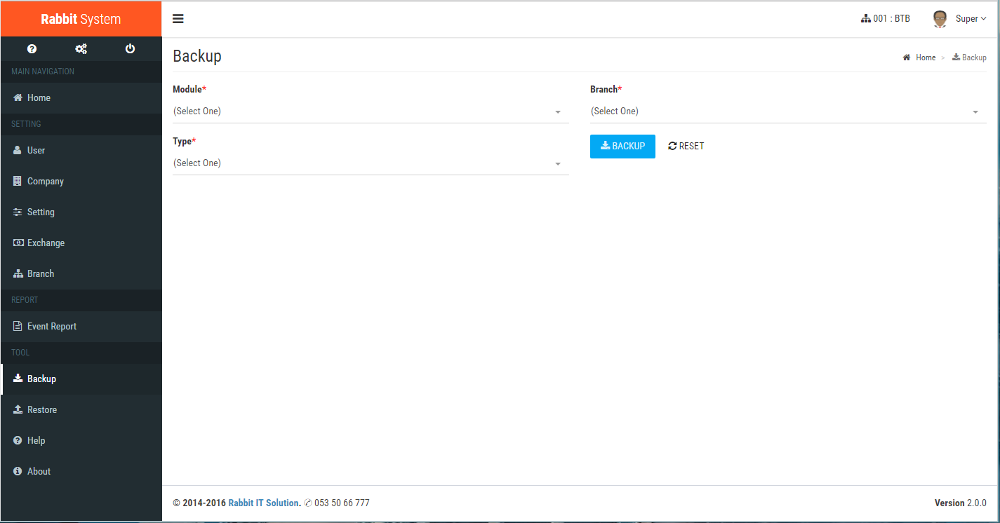 Rabbit System
001 : BTB
Super
MAIN NAVIGATION
Home
SETTING
User
Company
Setting
Exchange
Branch
REPORT
Event Report
TOOL
Backup
Restore
Help
About
Backup
Home > Backup
Module*
(Select One)
Branch*
(Select One)
Type*
(Select One)
BACKUP
RESET
© 2014-2016 Rabbit IT Solution. ✆ 053 50 66 777
Version 2.0.0